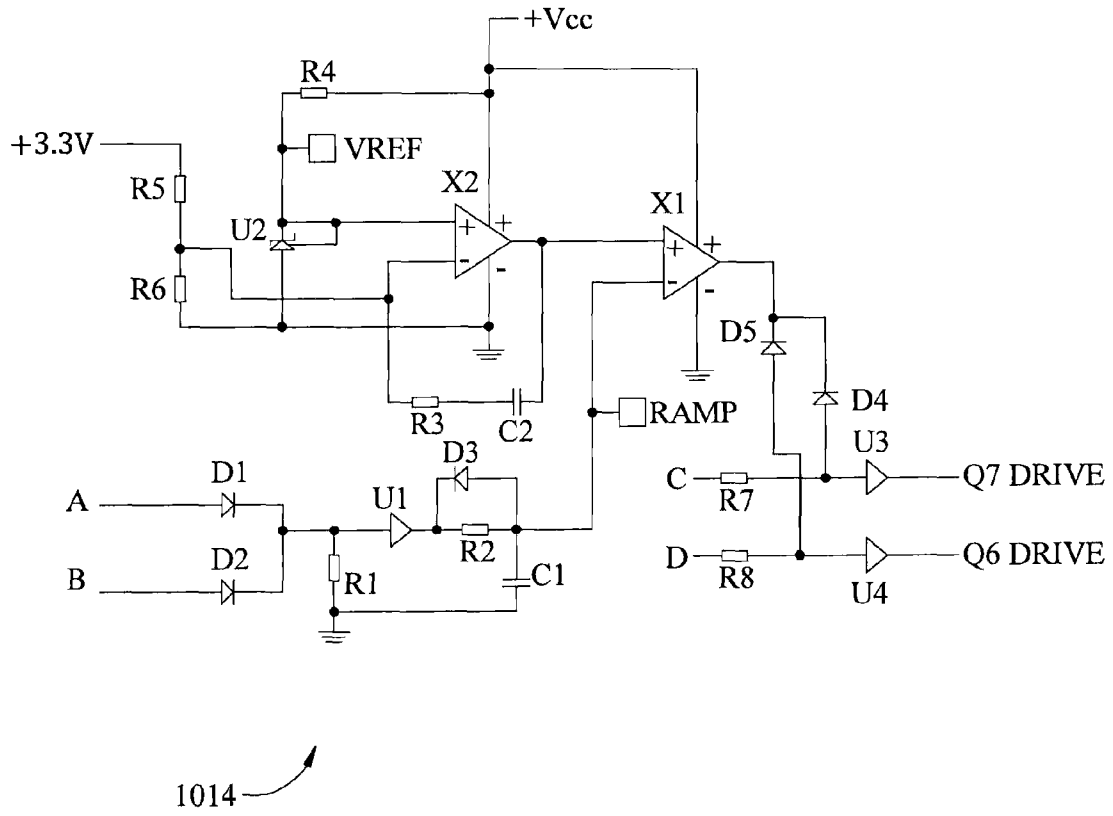 +Vcc
R4
+3.3V
VREF
R5
X2
X1
+
+
U2
+
+
-
-
-
-
R6
D5
R3
C2
RAMP
D4
D3
U3
D1
A
U1
C
R7
Q7 DRIVE
R2
D2
B
R1
C1
D
R8
Q6 DRIVE
U4
1014